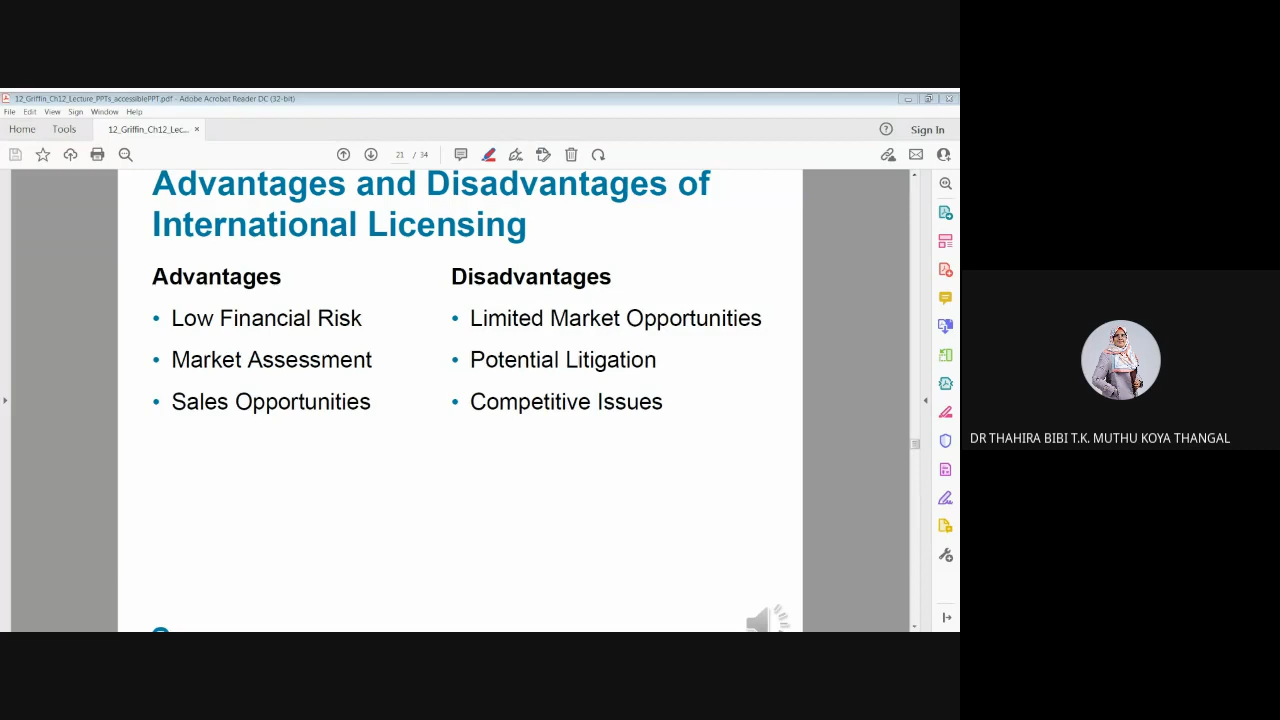 12_Griffin_Ch12_Lecture_PPTs_accessiblePPT.pdf - Adobe Acrobat Reader DC (32-bit)
File Edit View Sign Window Help
Home Tools 12_Griffin_Ch12_Lec... × Sign In
21 / 34
Advantages and Disadvantages of
International Licensing
Advantages
• Low Financial Risk
• Market Assessment
• Sales Opportunities
Disadvantages
• Limited Market Opportunities
• Potential Litigation
• Competitive Issues
DR THAHIRA BIBI T.K. MUTHU KOYA THANGAL